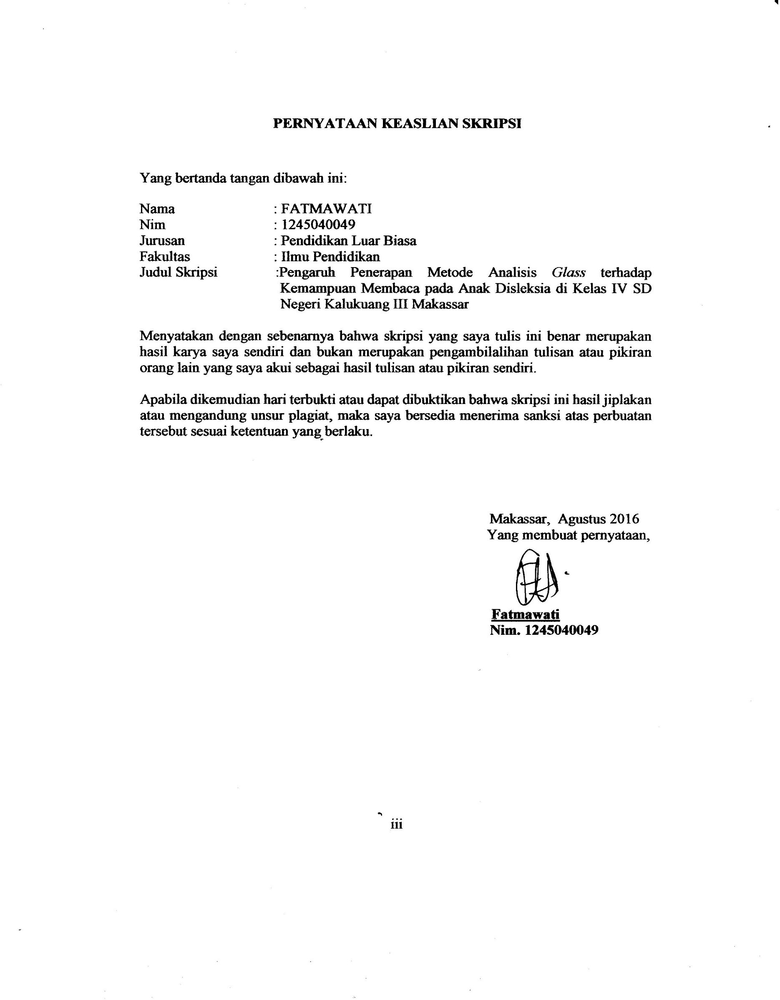 PERNYATAAN KEASLIAN SKRIPSI
Yang bertanda tangan dibawah ini:
Nama : FATMAWATI
Nim : 1245040049
Jurusan : Pendidikan Luar Biasa
Fakultas : Ilmu Pendidikan
Judul Skripsi :Pengaruh Penerapan Metode Analisis Glass terhadap
Kemampuan Membaca pada Anak Disleksia di Kelas IV SD
Negeri Kalukuang III Makassar
Menyatakan dengan sebenarnya bahwa skripsi yang saya tulis ini benar merupakan
hasil karya saya sendiri dan bukan merupakan pengambilalihan tulisan atau pikiran
orang lain yang saya akui sebagai hasil tulisan atau pikiran sendiri.
Apabila dikemudian hari terbukti atau dapat dibuktikan bahwa skripsi ini hasil jiplakan
atau mengandung unsur plagiat, maka saya bersedia menerima sanksi atas perbuatan
tersebut sesuai ketentuan yang berlaku.
Makassar, Agustus 2016
Yang membuat pernyataan,
Fatmawati
Nim. 1245040049
iii